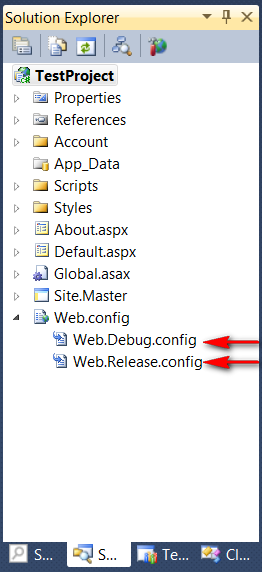 Solution Explorer
TestProject
Properties
References
Account
App_Data
Scripts
Styles
About.aspx
Default.aspx
Global.asax
Site.Master
Web.config
Web.Debug.config
Web.Release.config
S... S... Te... Cl...